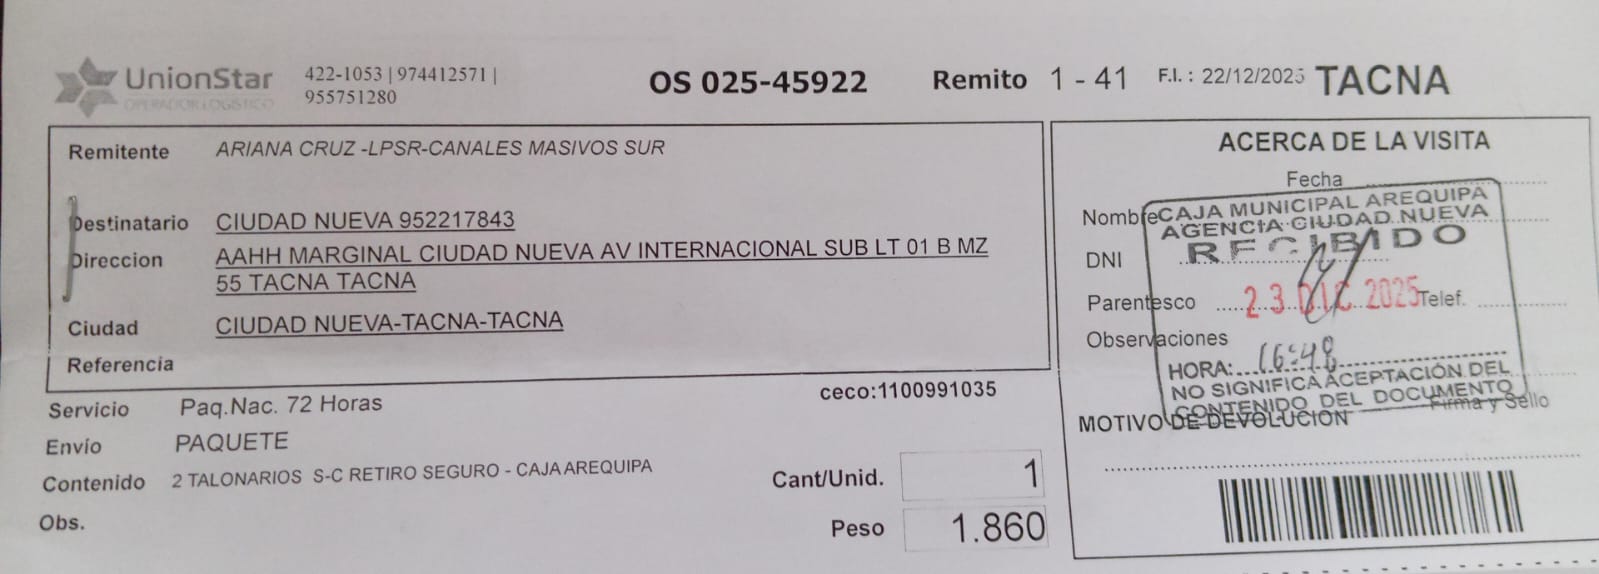 UnionStar
OPERADOR LOGISTICO
422-1053 | 974412571 |
955751280
OS 025-45922
Remito 1 - 41
F.I. : 22/12/2025
TACNA
Remitente ARIANA CRUZ -LPSR-CANALES MASIVOS SUR
Destinatario CIUDAD NUEVA 952217843
Direccion AAHH MARGINAL CIUDAD NUEVA AV INTERNACIONAL SUB LT 01 B MZ
55 TACNA TACNA
Ciudad CIUDAD NUEVA-TACNA-TACNA
Referencia
ceco:1100991035
Servicio Paq.Nac. 72 Horas
Envío PAQUETE
Contenido 2 TALONARIOS S-C RETIRO SEGURO - CAJA AREQUIPA
Obs.
Cant/Unid. 1
Peso 1.860
ACERCA DE LA VISITA
Fecha
Nombre
DNI
Parentesco
Telef.
Observaciones
CAJA MUNICIPAL AREQUIPA
AGENCIA CIUDAD NUEVA
RECIBIDO
23 DIC. 2025
HORA: 16:48
NO SIGNIFICA ACEPTACIÓN DEL
CONTENIDO DEL DOCUMENTO
Firma y Sello
MOTIVO DE DEVOLUCION